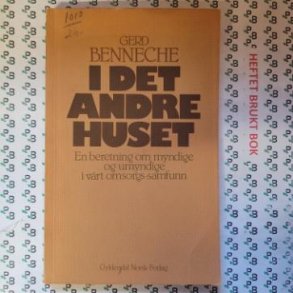 1010
GERD
BENNECHE
I DET
ANDRE
HUSET
En beretning om myndige
og umyndige
i vårt omsorgs-samfunn
Gyldendal Norsk Forlag
HEFTET BRUKT BOK